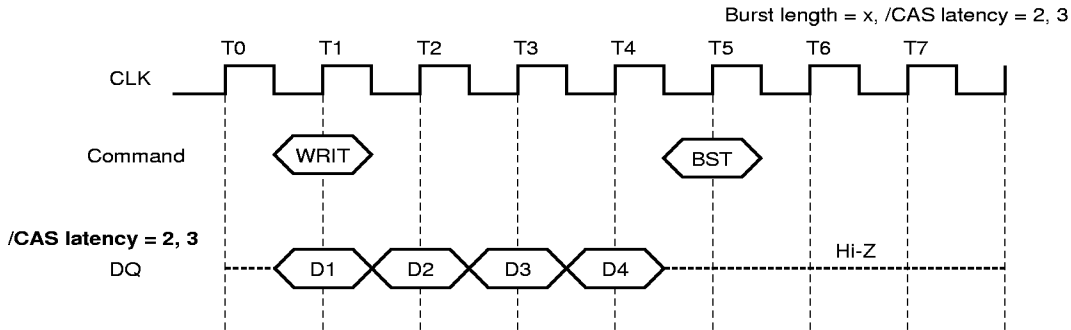 Burst length = x, /CAS latency = 2, 3
T0 T1 T2 T3 T4 T5 T6 T7
CLK
Command WRIT BST
/CAS latency = 2, 3
Hi-Z
DQ D1 D2 D3 D4